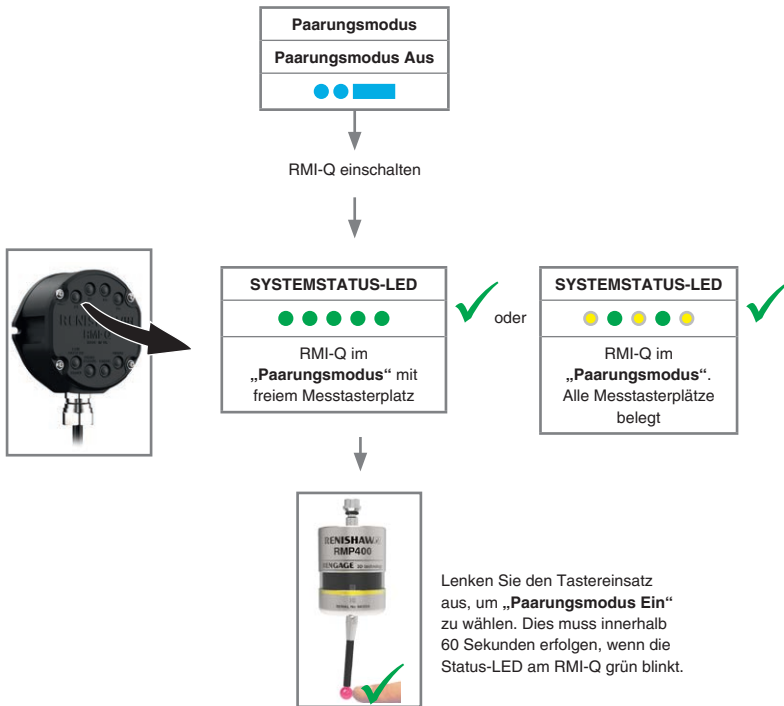 Paarungsmodus
Paarungsmodus Aus
RMI-Q einschalten
SYSTEMSTATUS-LED
RMI-Q im
„Paarungsmodus“ mit
freiem Messtasterplatz
oder
SYSTEMSTATUS-LED
RMI-Q im
„Paarungsmodus“.
Alle Messtasterplätze
belegt
RENISHAW
RENISHAW
RMP400
RENGAGE
Lenken Sie den Tastereinsatz
aus, um „Paarungsmodus Ein“
zu wählen. Dies muss innerhalb
60 Sekunden erfolgen, wenn die
Status-LED am RMI-Q grün blinkt.